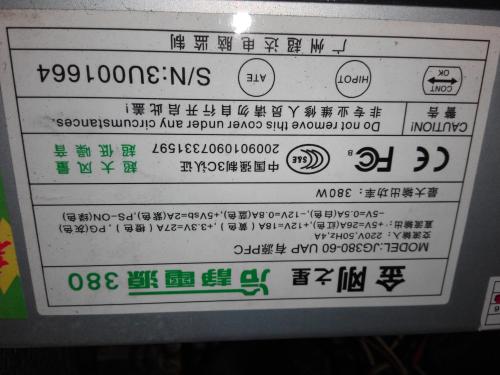 金刚之星 冷靜電源 380
MODEL:JG380-60 UAP 有源PFC
交流输入: 220V,50Hz,4A
+5V=26A(红色),+12V=18A(黄色),+3.3V=27A(橙色),PG(灰色)
-5V=0.5A(白色),-12V=0.8A(蓝色),+5Vsb=2A(紫色),PS-ON(绿色)
最大输出功率：380W
CE FC B S&E 中国强制3C认证 超大风量
2009010907331597 超低噪音
CAUTION! Do not remove this cover under any circumstances.
警告 非专业维修人员请勿自行开启此盖!
CONT OK HIPOT ATE S/N:3U001664
广州超达电脑监制